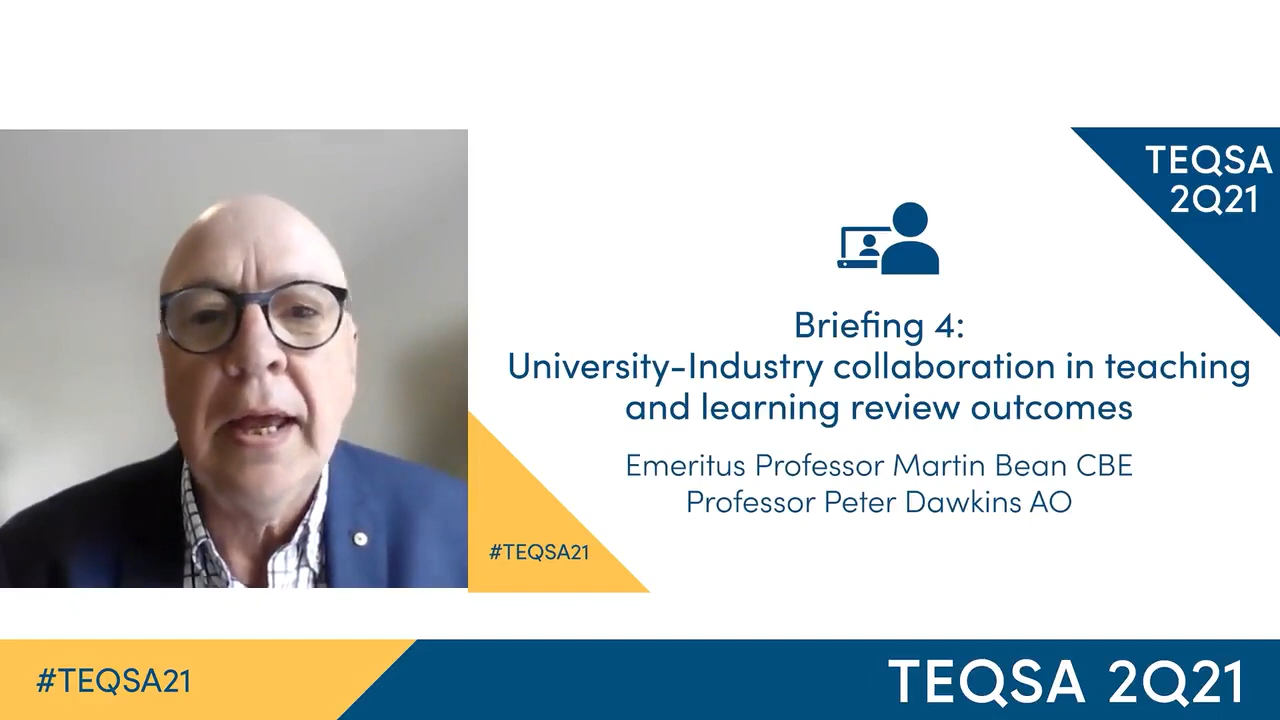 TEQSA
2Q21
Briefing 4:
University-Industry collaboration in teaching
and learning review outcomes
Emeritus Professor Martin Bean CBE
Professor Peter Dawkins AO
#TEQSA21
#TEQSA21
TEQSA 2Q21